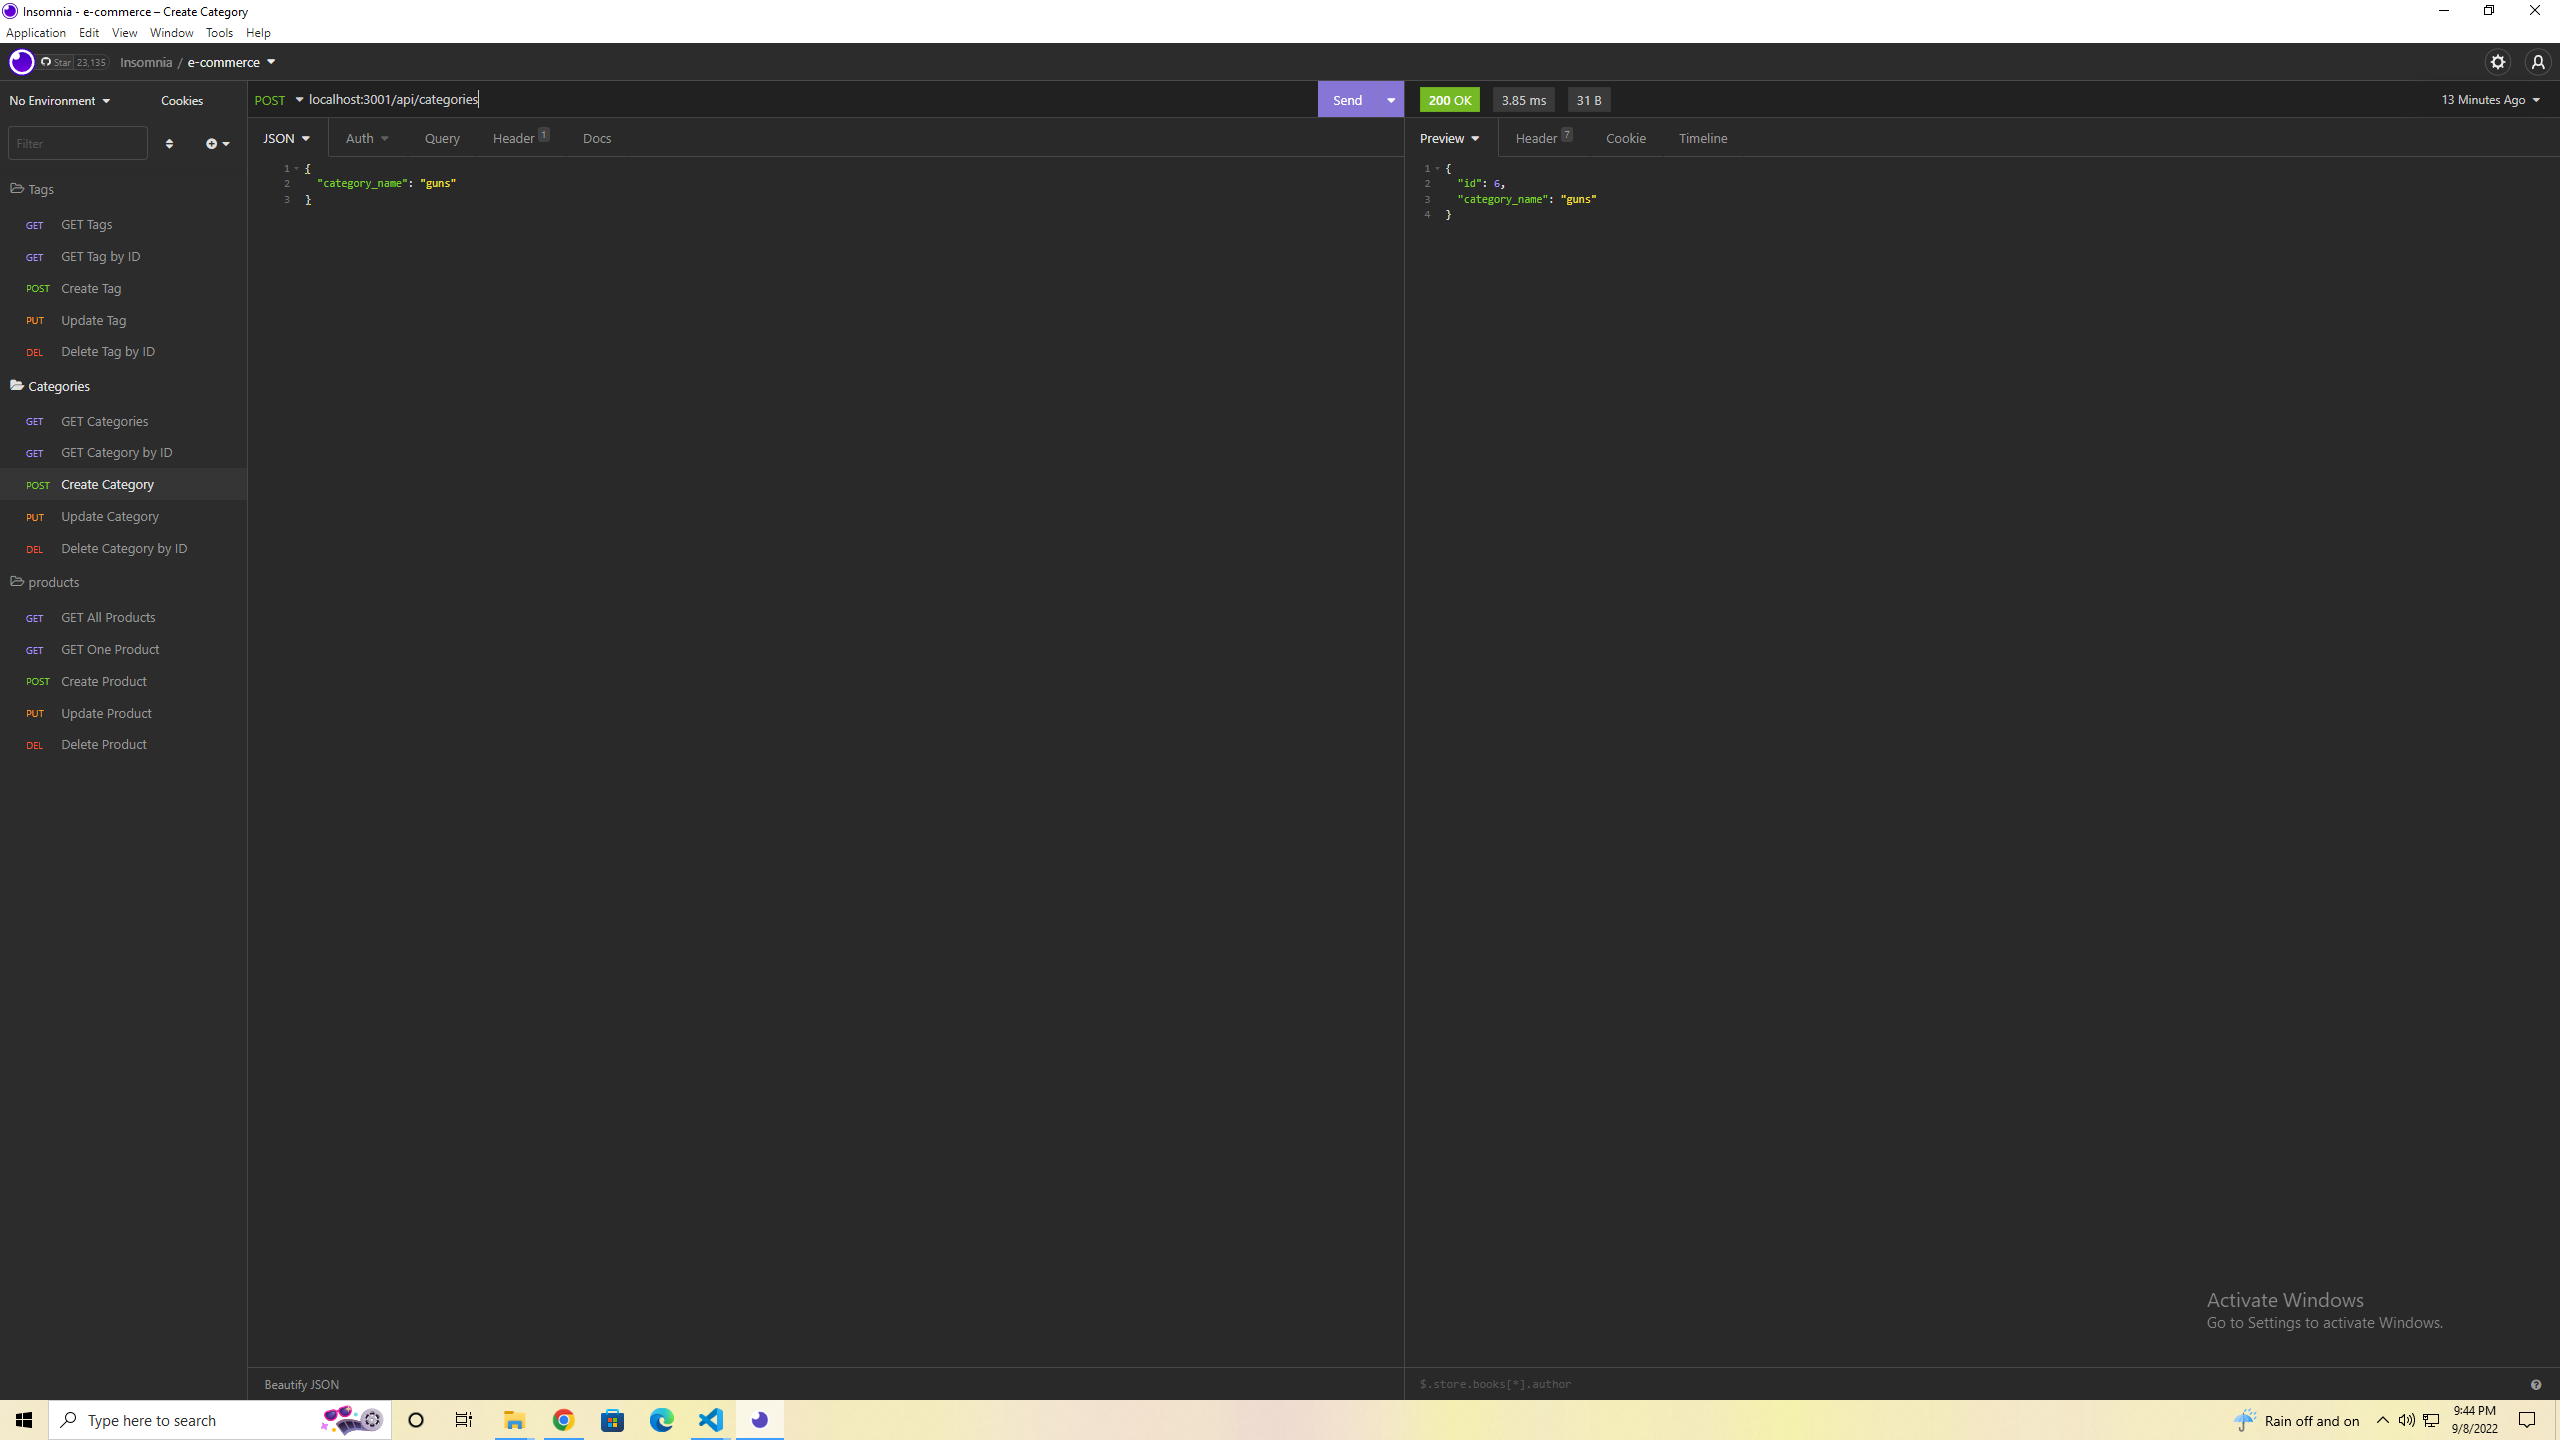 Insomnia - e-commerce – Create Category
Application Edit View Window Tools Help
Star 23,135 Insomnia / e-commerce
No Environment Cookies
POST localhost:3001/api/categories Send
200 OK 3.85 ms 31 B 13 Minutes Ago
Filter
JSON Auth Query Header 1 Docs
Preview Header 7 Cookie Timeline
1 {
2 "category_name": "guns"
3 }
1 {
2 "id": 6,
3 "category_name": "guns"
4 }
Tags
GET GET Tags
GET GET Tag by ID
POST Create Tag
PUT Update Tag
DEL Delete Tag by ID
Categories
GET GET Categories
GET GET Category by ID
POST Create Category
PUT Update Category
DEL Delete Category by ID
products
GET GET All Products
GET GET One Product
POST Create Product
PUT Update Product
DEL Delete Product
Activate Windows
Go to Settings to activate Windows.
Beautify JSON
$.store.books[*].author
Type here to search
Rain off and on
9:44 PM
9/8/2022